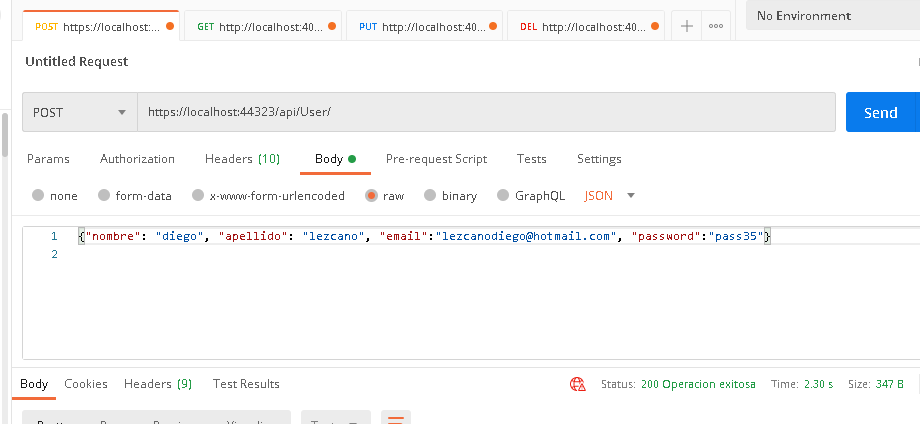 POST https://localhost:... GET http://localhost:40... PUT http://localhost:40... DEL http://localhost:40... No Environment
Untitled Request
POST https://localhost:44323/api/User/ Send
Params Authorization Headers (10) Body Pre-request Script Tests Settings
none form-data x-www-form-urlencoded raw binary GraphQL JSON
1 {"nombre": "diego", "apellido": "lezcano", "email":"lezcanodiego@hotmail.com", "password":"pass35"}
2
Body Cookies Headers (9) Test Results Status: 200 Operacion exitosa Time: 2.30 s Size: 347 B